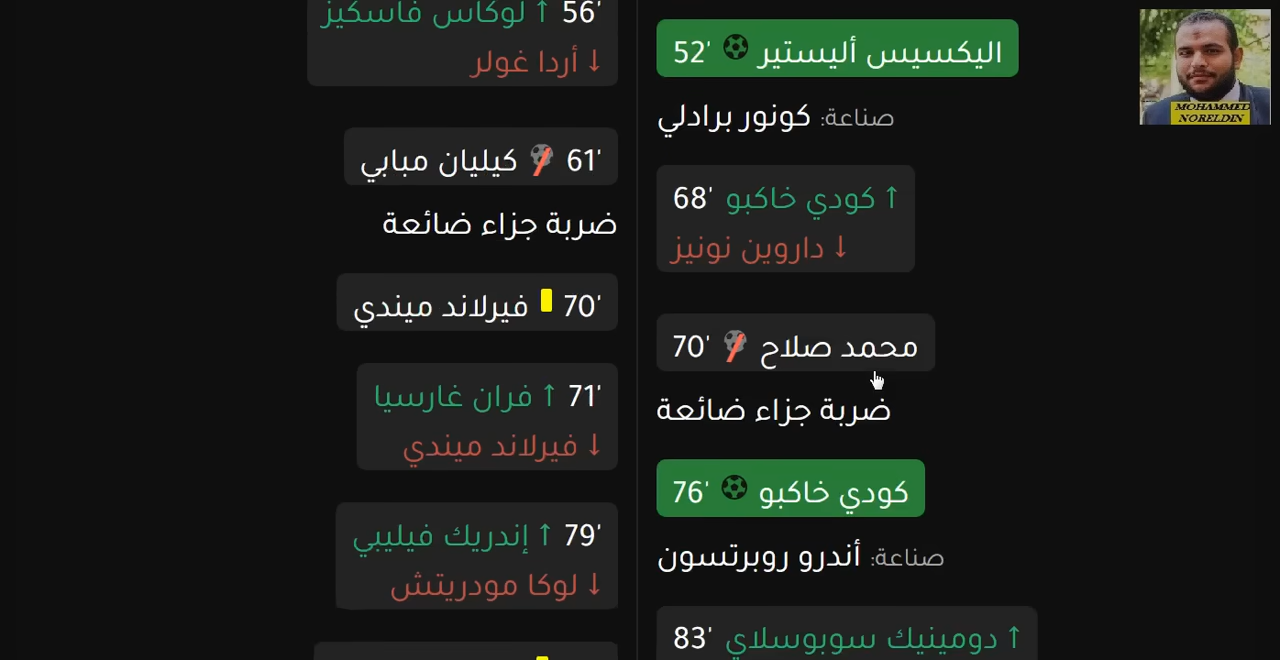 اليكسيس أليستير 52'
صناعة: كونور برادلي
↑ كودي خاكبو 68'
↓ داروين نونيز
محمد صلاح 70'
ضربة جزاء ضائعة
كودي خاكبو 76'
صناعة: أندرو روبرتسون
↑ دومينيك سوبوسلاي 83'
56' ↑ لوكاس فاسكيز
↓ أردا غولر
61' كيليان مبابي
ضربة جزاء ضائعة
70' فيرلاند ميندي
71' ↑ فران غارسيا
↓ فيرلاند ميندي
79' ↑ إندريك فيليبي
↓ لوكا مودريتش
MOHAMMED
NORELDIN